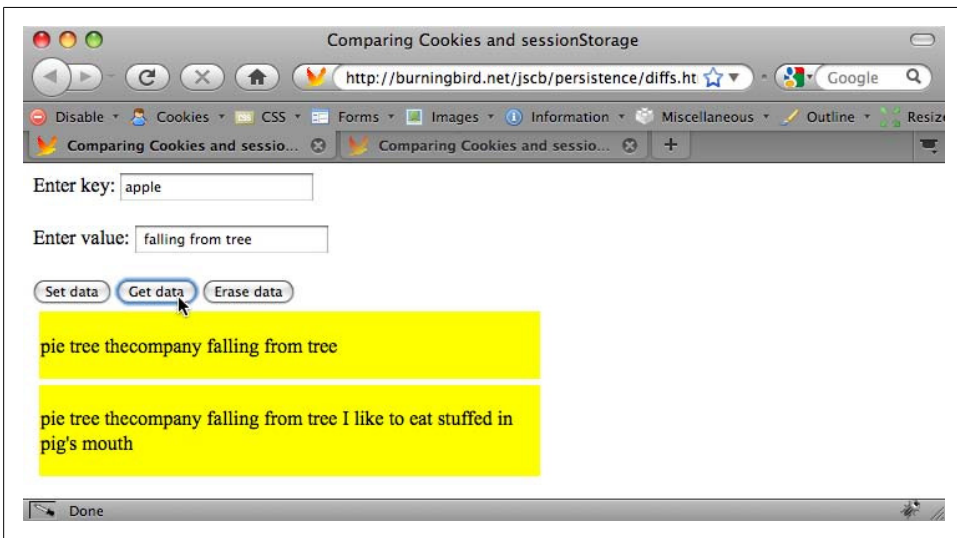 Comparing Cookies and sessionStorage
http://burningbird.net/jscb/persistence/diffs.ht
Google
Disable Cookies CSS Forms Images Information Miscellaneous Outline Resize
Comparing Cookies and sessio... Comparing Cookies and sessio... +
Enter key: apple
Enter value: falling from tree
Set data Get data Erase data
pie tree thecompany falling from tree
pie tree thecompany falling from tree I like to eat stuffed in
pig's mouth
Done